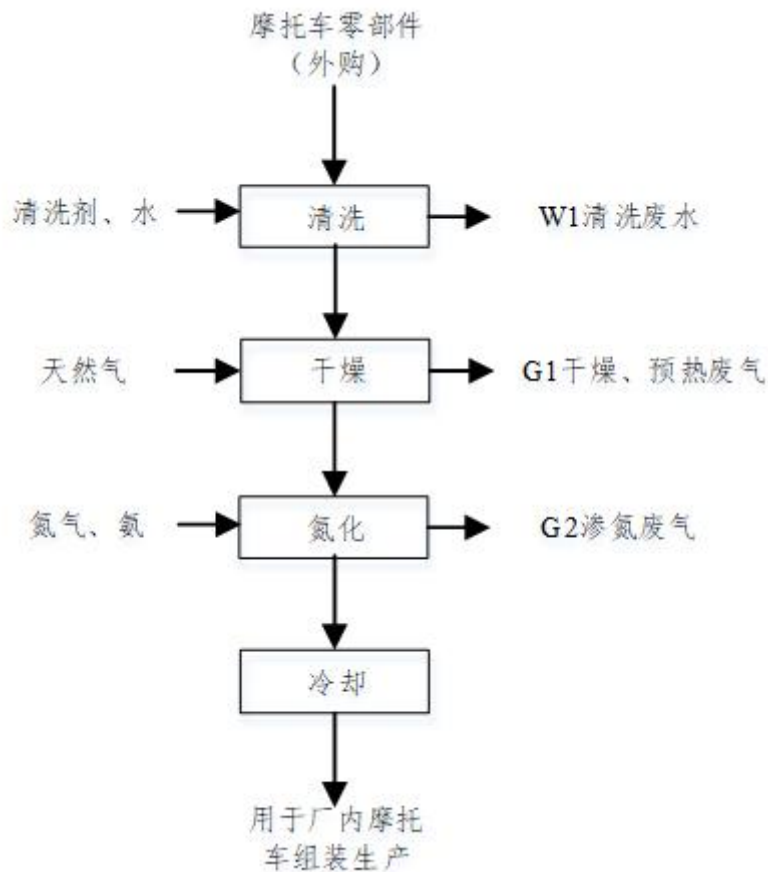 摩托车零部件
（外购）
清洗剂、水
清洗
W1清洗废水
天然气
干燥
G1干燥、预热废气
氮气、氨
氮化
G2渗氮废气
冷却
用于厂内摩托
车组装生产